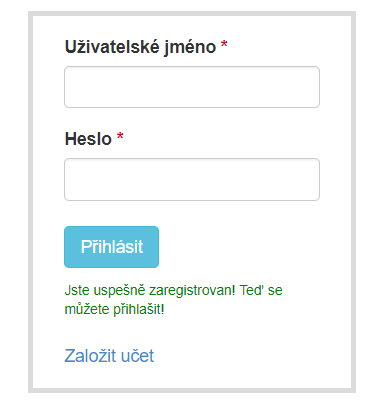 Uživatelské jméno *
Heslo *
Přihlásit
Jste uspešně zaregistrovan! Teď se
můžete přihlašit!
Založit učet